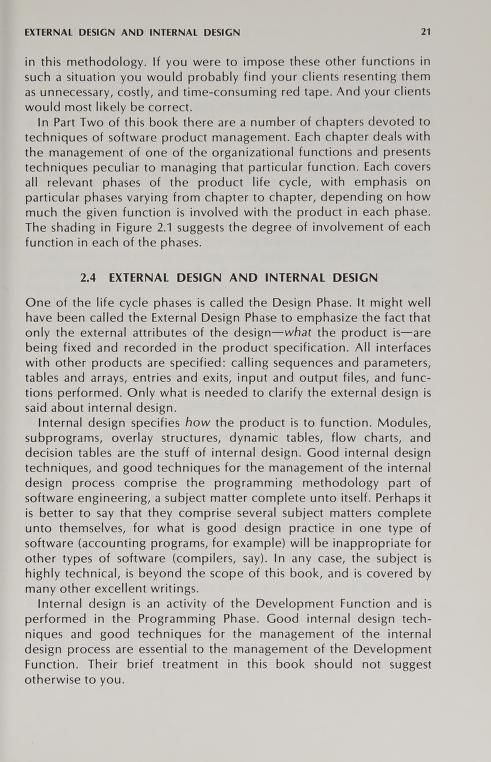 EXTERNAL DESIGN AND INTERNAL DESIGN 21
in this methodology. If you were to impose these other functions in
such a situation you would probably find your clients resenting them
as unnecessary, costly, and time-consuming red tape. And your clients
would most likely be correct.
In Part Two of this book there are a number of chapters devoted to
techniques of software product management. Each chapter deals with
the management of one of the organizational functions and presents
techniques peculiar to managing that particular function. Each covers
all relevant phases of the product life cycle, with emphasis on
particular phases varying from chapter to chapter, depending on how
much the given function is involved with the product in each phase.
The shading in Figure 2.1 suggests the degree of involvement of each
function in each of the phases.
2.4 EXTERNAL DESIGN AND INTERNAL DESIGN
One of the life cycle phases is called the Design Phase. It might well
have been called the External Design Phase to emphasize the fact that
only the external attributes of the design—what the product is—are
being fixed and recorded in the product specification. All interfaces
with other products are specified: calling sequences and parameters,
tables and arrays, entries and exits, input and output files, and func-
tions performed. Only what is needed to clarify the external design is
said about internal design.
Internal design specifies how the product is to function. Modules,
subprograms, overlay structures, dynamic tables, flow charts, and
decision tables are the stuff of internal design. Good internal design
techniques, and good techniques for the management of the internal
design process comprise the programming methodology part of
software engineering, a subject matter complete unto itself. Perhaps it
is better to say that they comprise several subject matters complete
unto themselves, for what is good design practice in one type of
software (accounting programs, for example) will be inappropriate for
other types of software (compilers, say). In any case, the subject is
highly technical, is beyond the scope of this book, and is covered by
many other excellent writings.
Internal design is an activity of the Development Function and is
performed in the Programming Phase. Good internal design tech-
niques and good techniques for the management of the internal
design process are essential to the management of the Development
Function. Their brief treatment in this book should not suggest
otherwise to you.